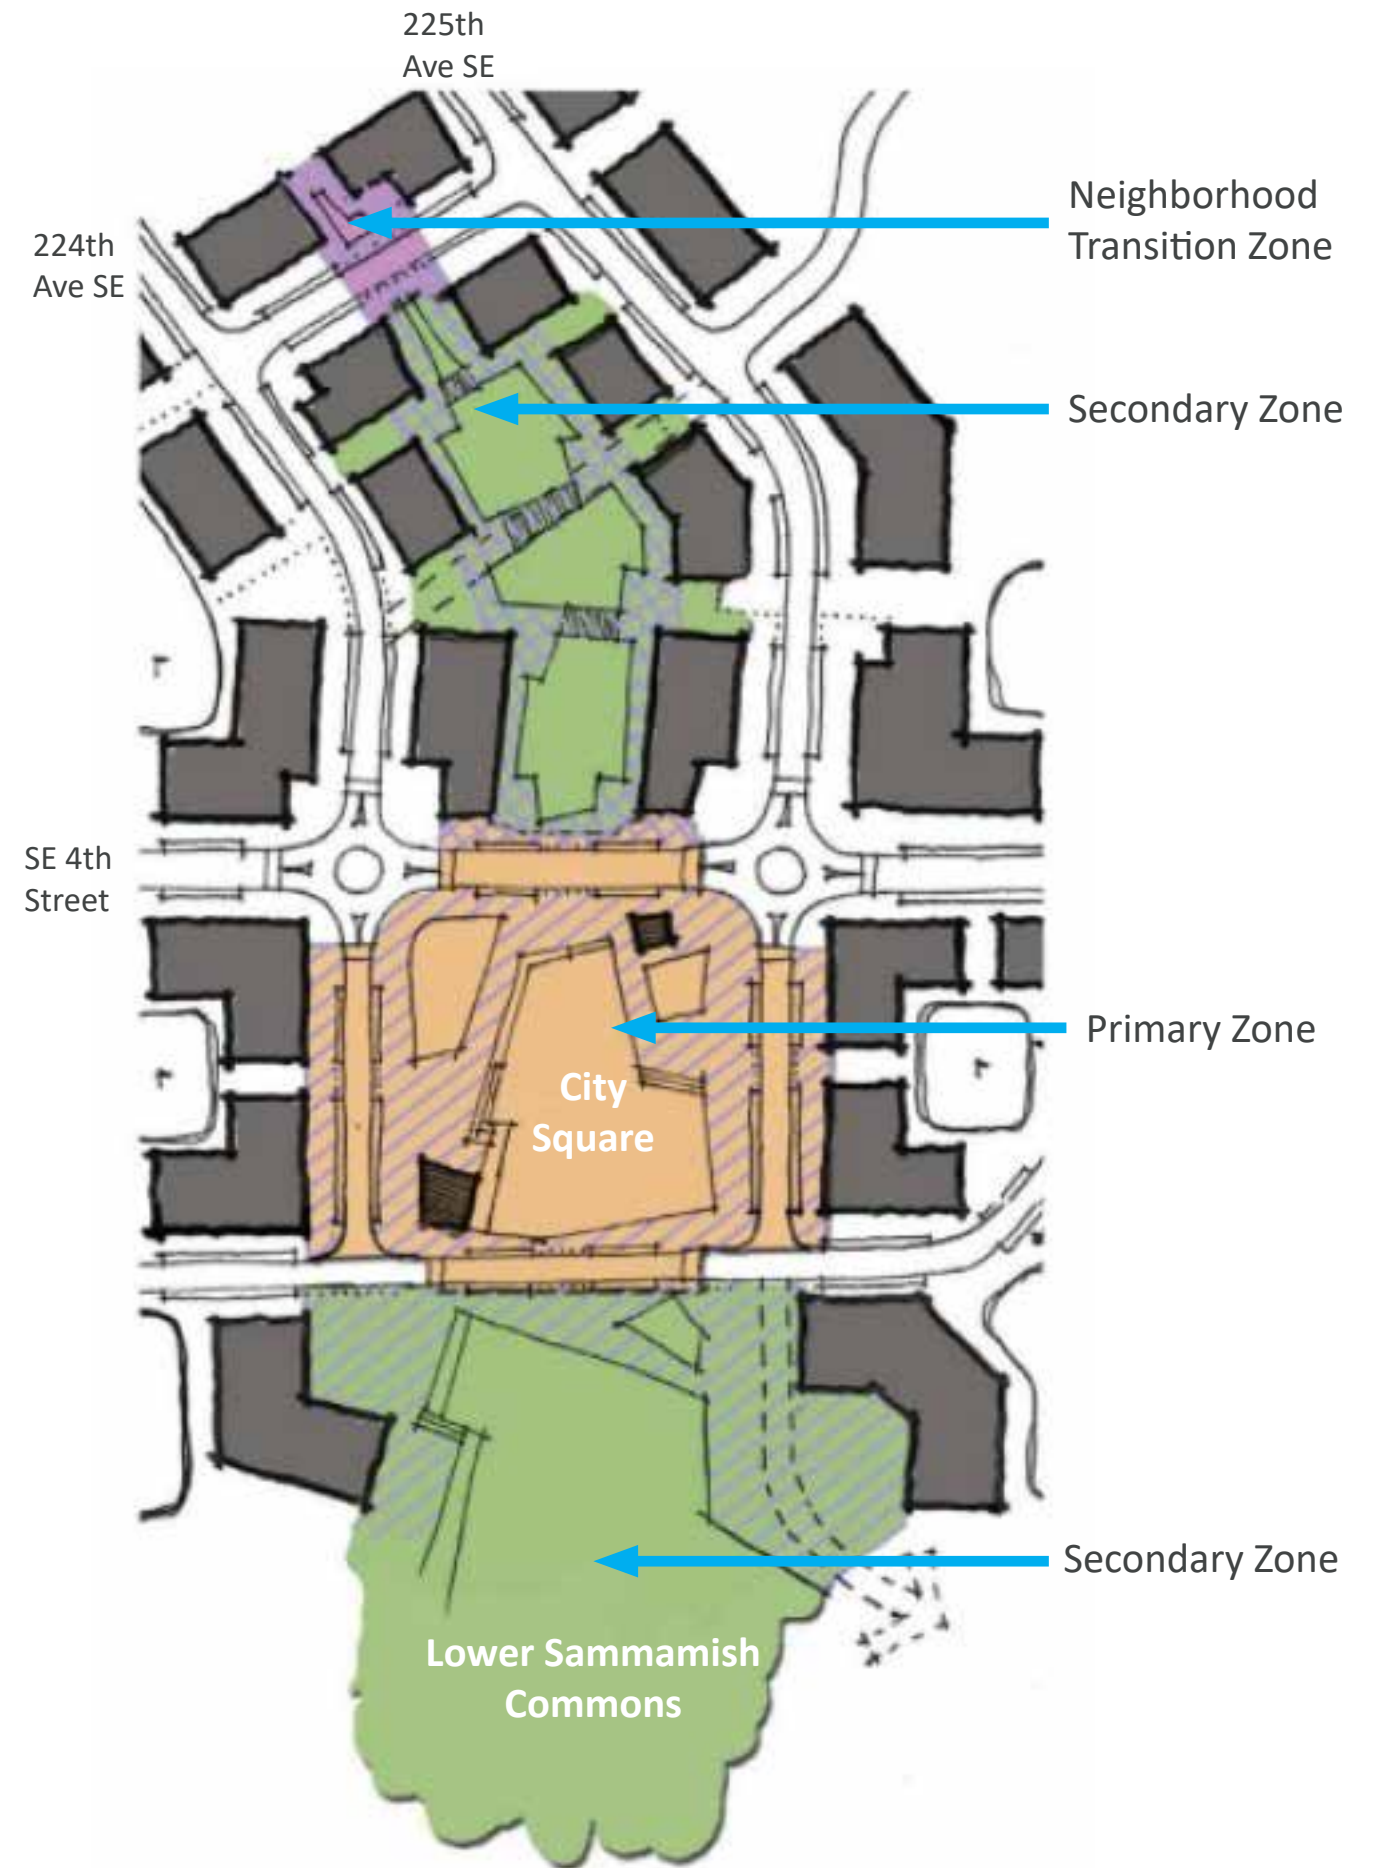 225th
Ave SE
Neighborhood
Transition Zone
224th
Ave SE
Secondary Zone
SE 4th
Street
Primary Zone
City
Square
Secondary Zone
Lower Sammamish
Commons